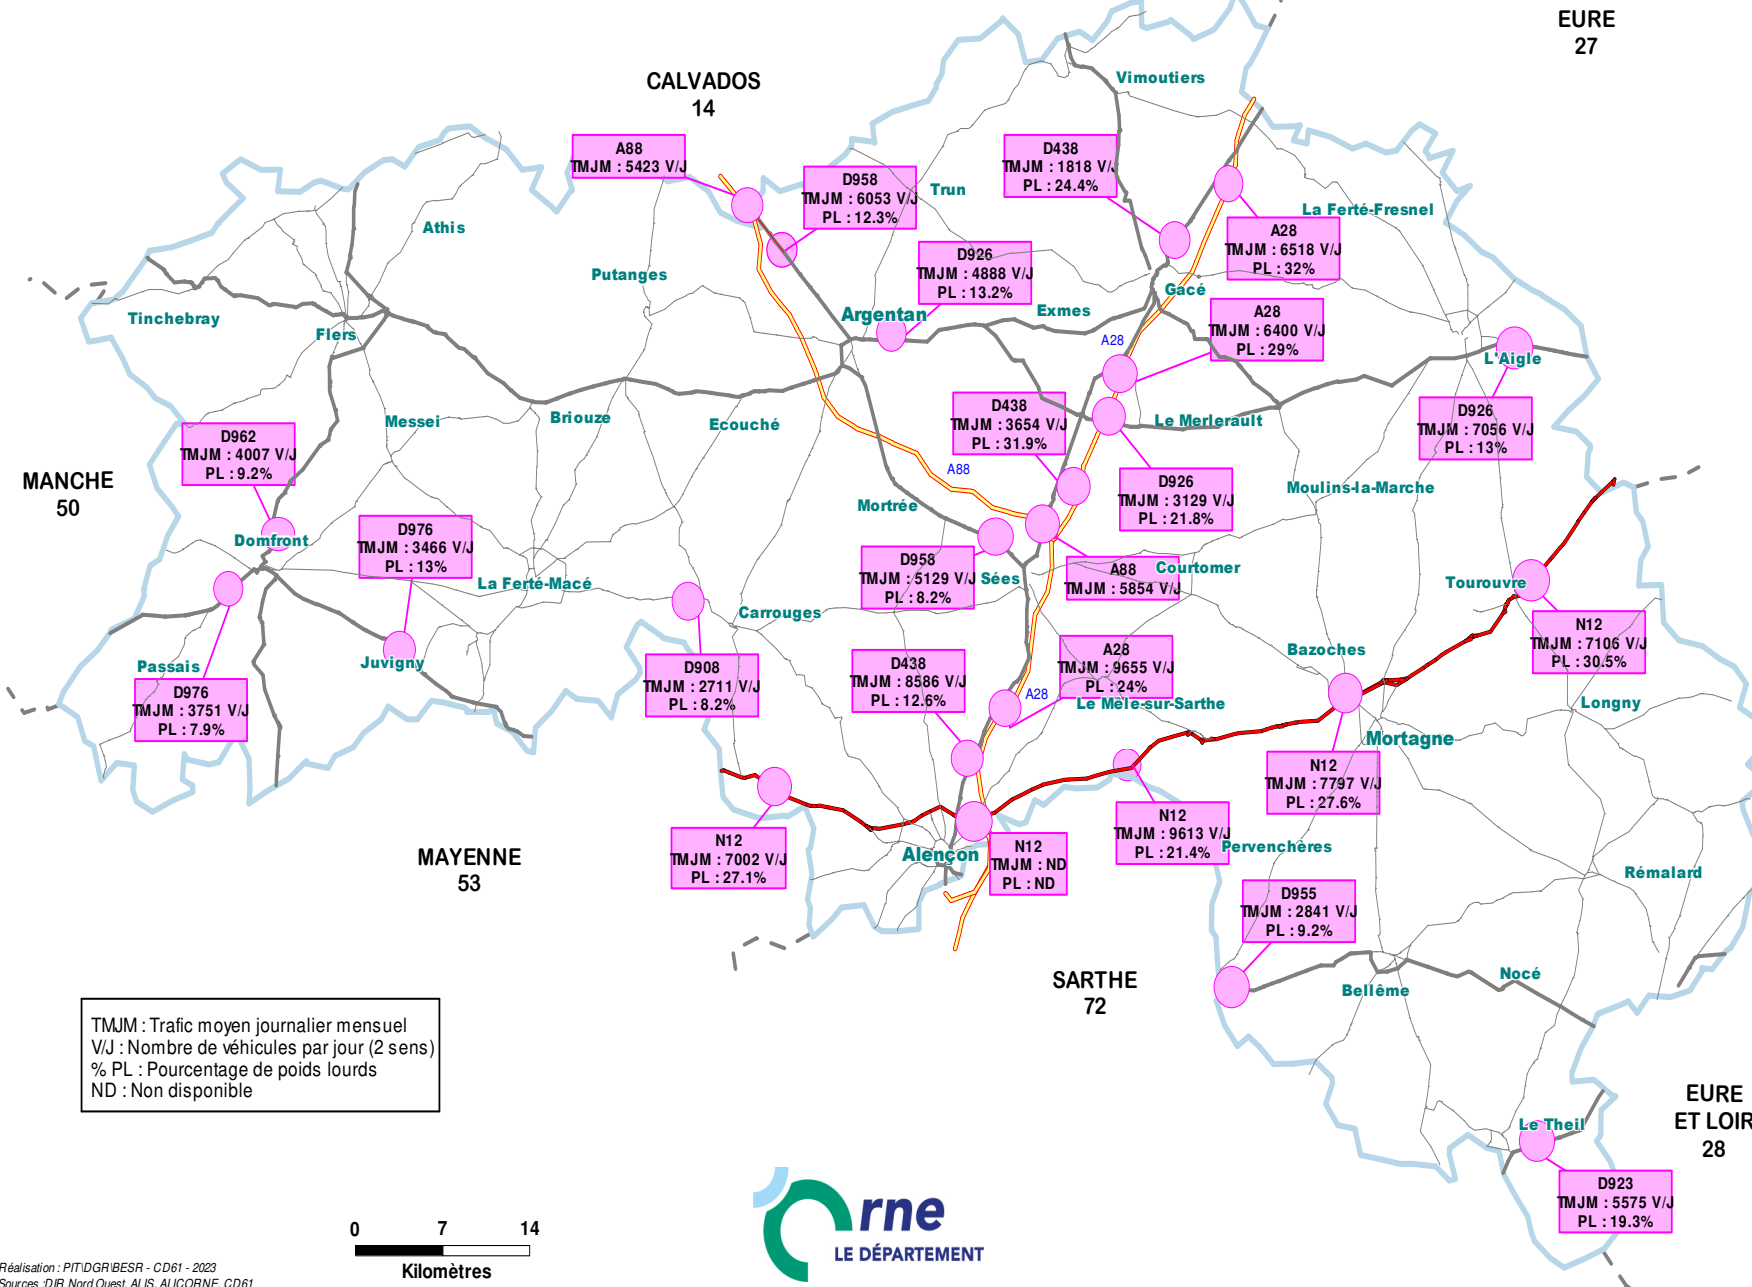 EURE
27
CALVADOS
14
Vimoutiers
A88
TMJM : 5423 V/J
D438
TMJM : 1818 V/J
PL : 24.4%
D958
TMJM : 6053 V/J
PL : 12.3%
Trun
La Ferté-Fresnel
Athis
A28
TMJM : 6518 V/J
PL : 32%
D926
TMJM : 4888 V/J
PL : 13.2%
Putanges
Gacé
Tinchebray
Flers
Argentan
Exmes
A28
TMJM : 6400 V/J
PL : 29%
A28
L'Aigle
D438
TMJM : 3654 V/J
PL : 31.9%
D926
TMJM : 7056 V/J
PL : 13%
Messei
Briouze
Ecouché
Le Merlerault
D962
TMJM : 4007 V/J
PL : 9.2%
MANCHE
50
A88
D926
TMJM : 3129 V/J
PL : 21.8%
Moulins-la-Marche
Mortrée
D976
TMJM : 3466 V/J
PL : 13%
Domfront
D958
TMJM : 5129 V/J
PL : 8.2%
Sées
A88
TMJM : 5854 V/J
Courtomer
Tourouvre
La Ferté-Macé
Carrouges
N12
TMJM : 7106 V/J
PL : 30.5%
Passais
Juvigny
D908
TMJM : 2711 V/J
PL : 8.2%
D438
TMJM : 8586 V/J
PL : 12.6%
A28
TMJM : 9655 V/J
PL : 24%
Bazoches
D976
TMJM : 3751 V/J
PL : 7.9%
A28
Le Mêle-sur-Sarthe
Longny
Mortagne
N12
TMJM : 7797 V/J
PL : 27.6%
N12
TMJM : 9613 V/J
PL : 21.4%
N12
TMJM : 7002 V/J
PL : 27.1%
MAYENNE
53
Alençon
N12
TMJM : ND
PL : ND
Pervenchères
Rémalard
D955
TMJM : 2841 V/J
PL : 9.2%
SARTHE
72
Bellême
Nocé
TMJM : Trafic moyen journalier mensuel
V/J : Nombre de véhicules par jour (2 sens)
% PL : Pourcentage de poids lourds
ND : Non disponible
EURE
ET LOIR
28
Le Theil
D923
TMJM : 5575 V/J
PL : 19.3%
0 7 14
Kilomètres
Orne
LE DÉPARTEMENT
Réalisation : PIT\DGR\BESR - CD61 - 2023
Sources :DIR Nord Ouest, ALIS, ALICORNE, CD61